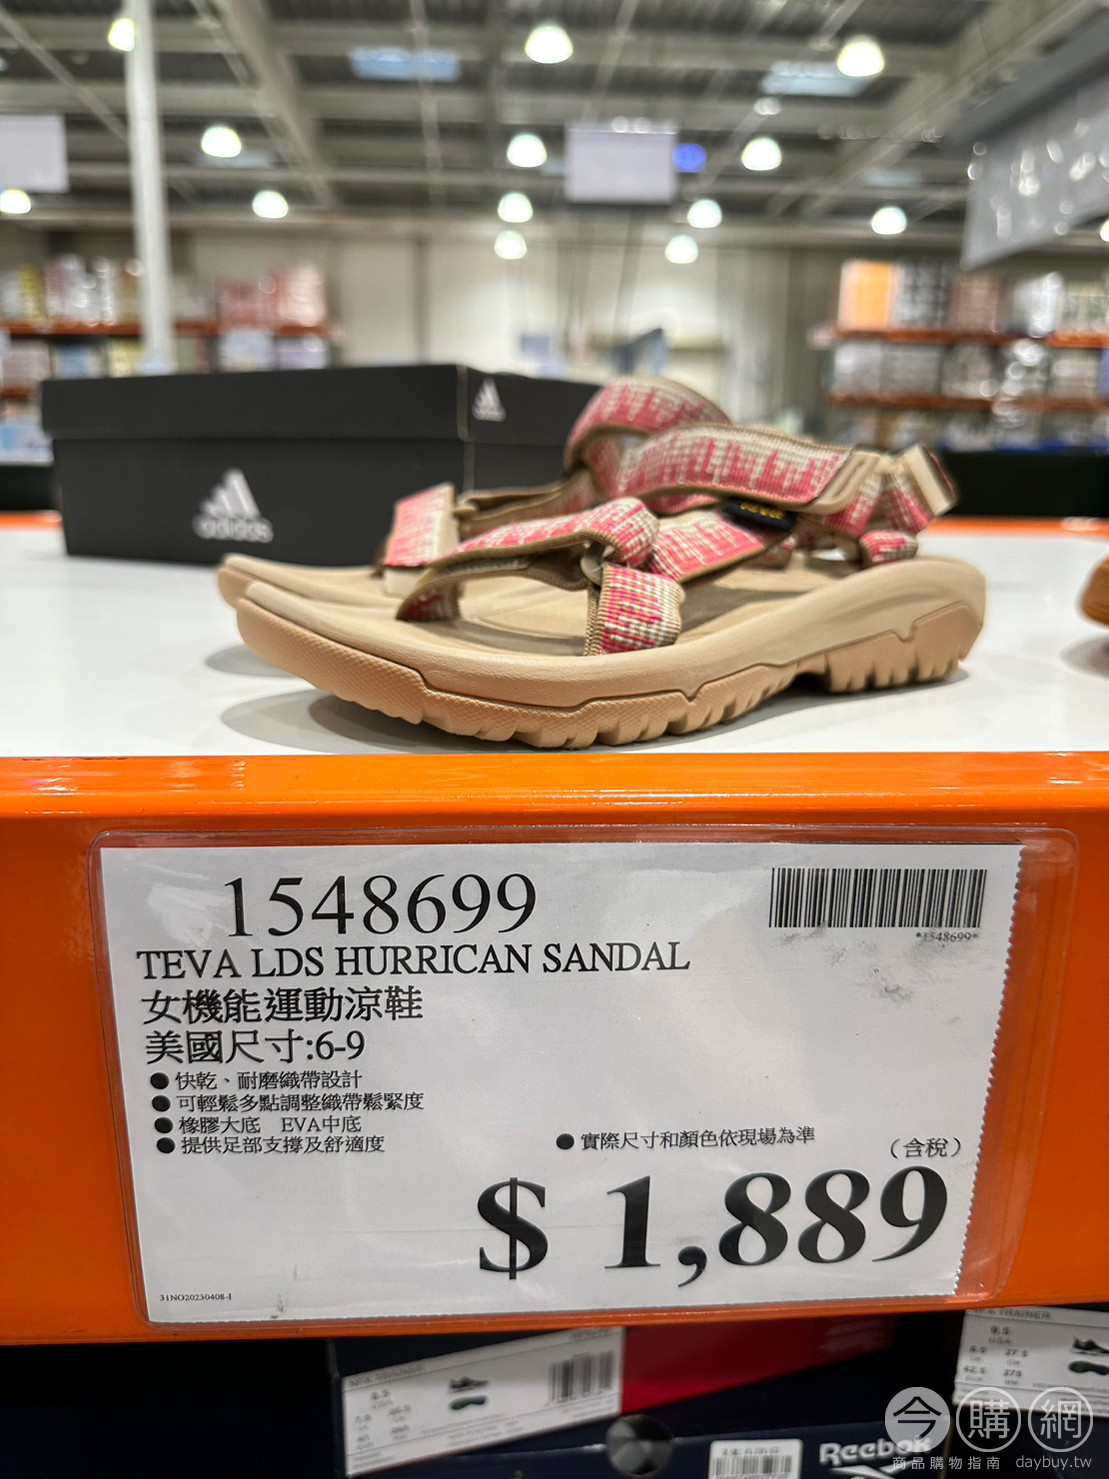 adidas
TEVA
1548699
*1548699*
TEVA LDS HURRICAN SANDAL
女機能運動涼鞋
美國尺寸:6-9
●快乾、耐磨織帶設計
●可輕鬆多點調整織帶鬆緊度
●橡膠大底 EVA中底
●提供足部支撐及舒適度
●實際尺寸和顏色依現場為準
（含稅）
$ 1,889
31NO20230408-I
Reebok
今購網
商品購物指南 daybuy.tw